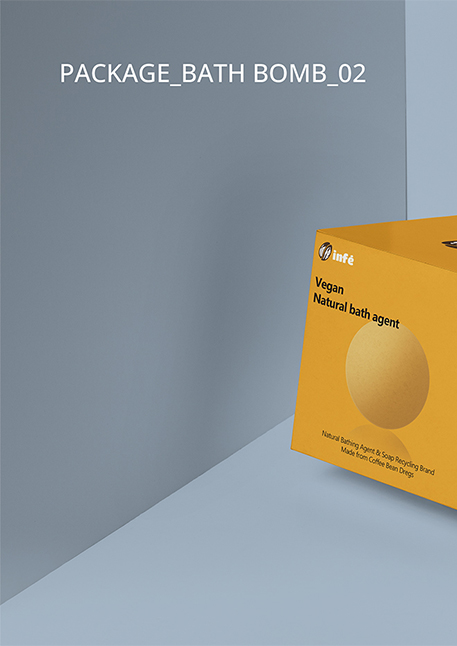 PACKAGE_BATH BOMB_02
infé
Vegan
Natural bath agent
Natural Bathing Agent & Soap Recycling Brand
Made from Coffee Bean Dregs